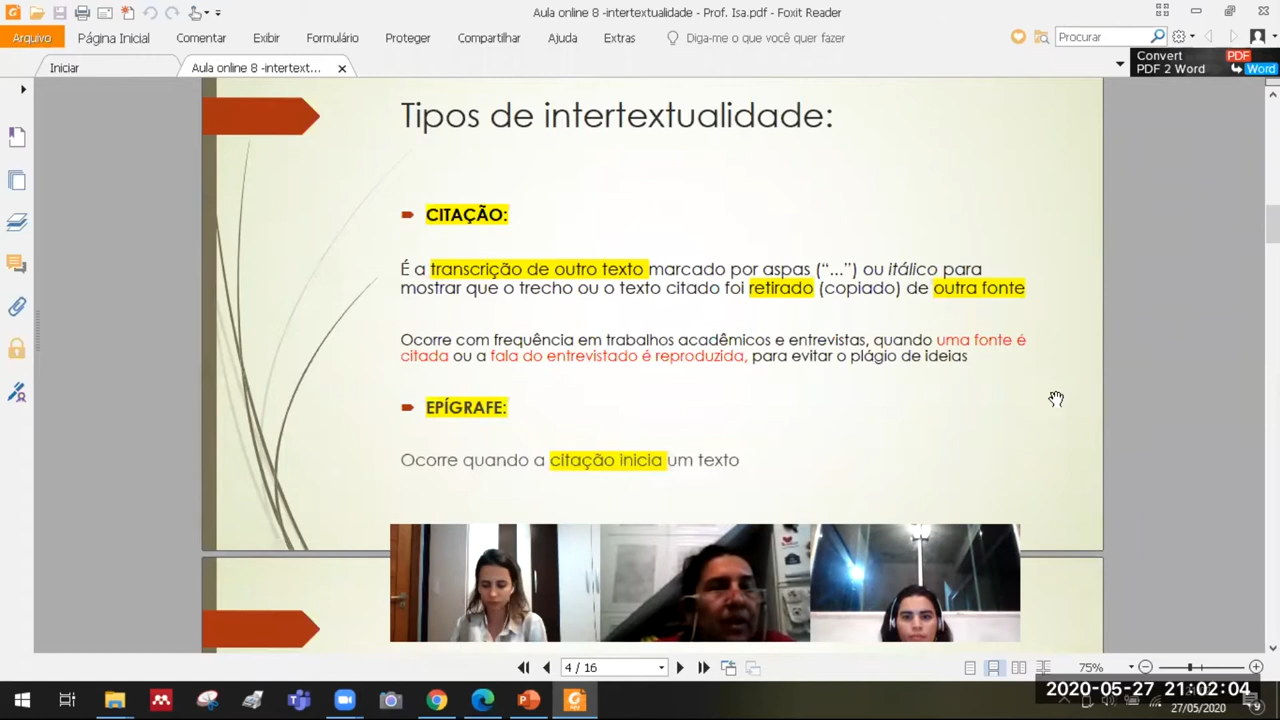 Aula online 8 -intertextualidade - Prof. Isa.pdf - Foxit Reader
Arquivo Página Inicial Comentar Exibir Formulário Proteger Compartilhar Ajuda Extras Diga-me o que você quer fazer Procurar
Iniciar Aula online 8 -intertext...
Convert PDF
PDF 2 Word Word
Tipos de intertextualidade:
CITAÇÃO:
É a transcrição de outro texto marcado por aspas (“...”) ou itálico para
mostrar que o trecho ou o texto citado foi retirado (copiado) de outra fonte
Ocorre com frequência em trabalhos acadêmicos e entrevistas, quando uma fonte é
citada ou a fala do entrevistado é reproduzida, para evitar o plágio de ideias
EPÍGRAFE:
Ocorre quando a citação inicia um texto
4 / 16 75%
2020-05-27 21:02:04
27/05/2020